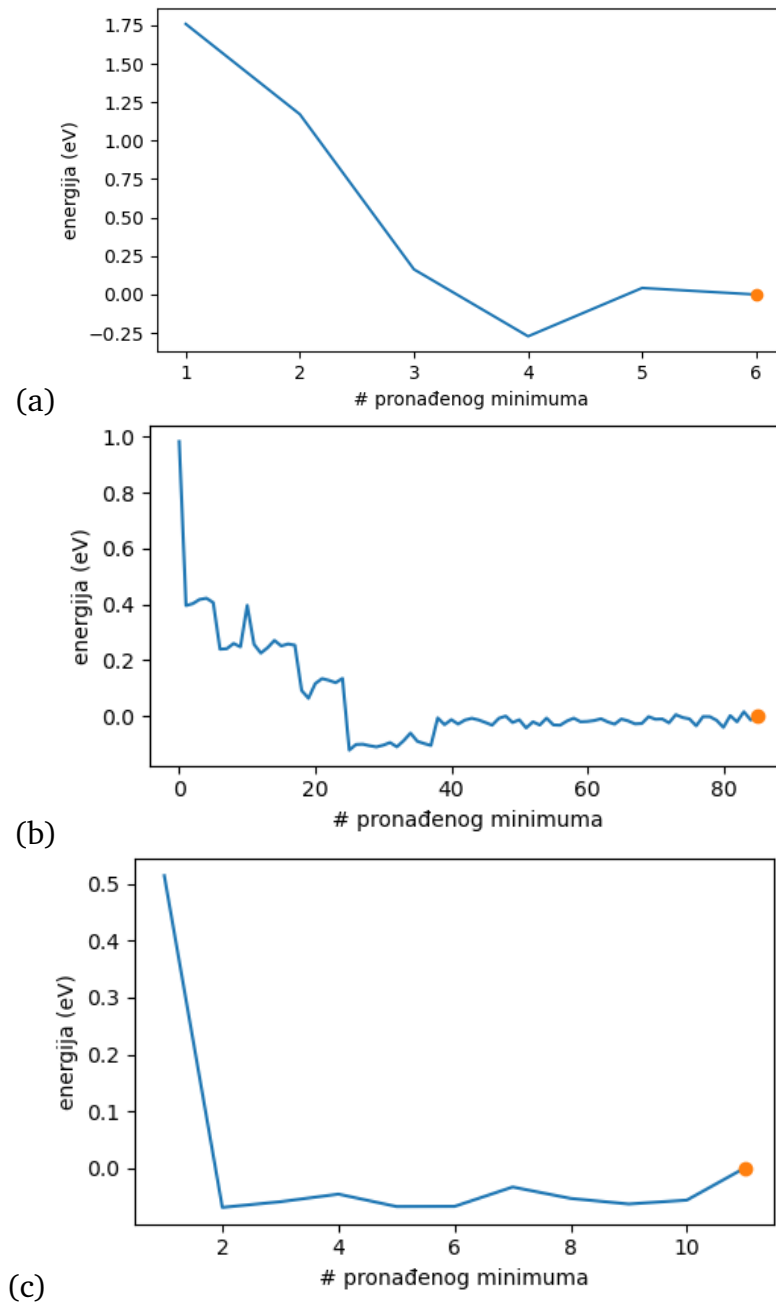 1.75
1.50
1.25
1.00
0.75
0.50
0.25
0.00
−0.25
energija (eV)
1 2 3 4 5 6
# pronađenog minimuma
(a)
1.0
0.8
0.6
0.4
0.2
0.0
energija (eV)
0 20 40 60 80
# pronađenog minimuma
(b)
0.5
0.4
0.3
0.2
0.1
0.0
energija (eV)
2 4 6 8 10
# pronađenog minimuma
(c)